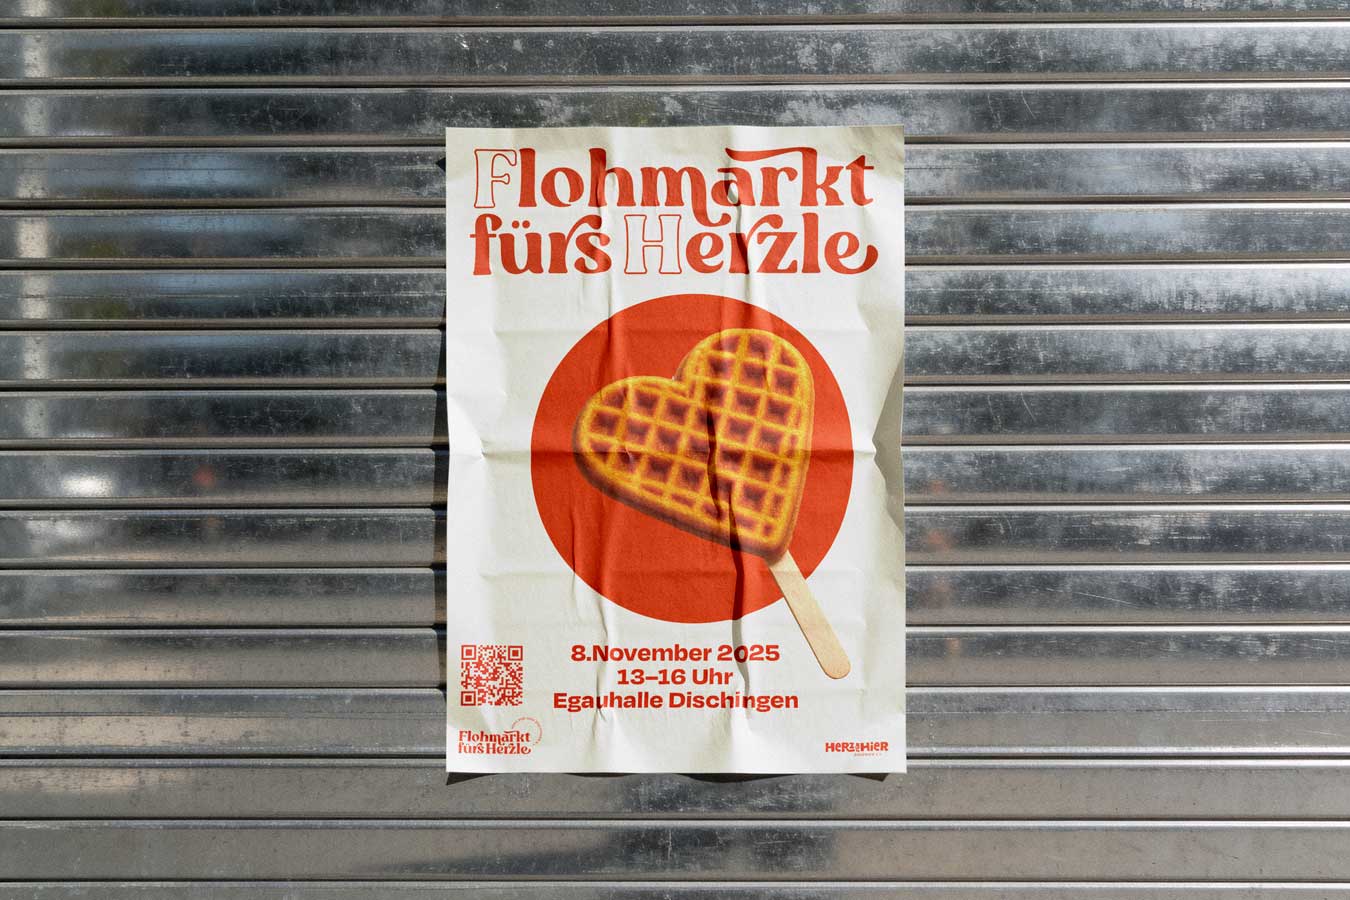 Flohmarkt
fürs Herzle
8.November 2025
13–16 Uhr
Egauhalle Dischingen
Flohmarkt
fürs Herzle
HERZ HIER